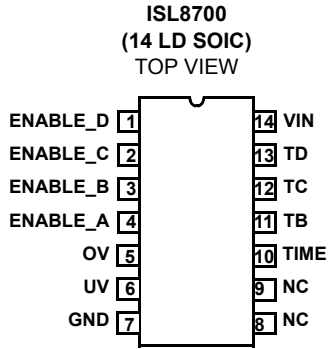 ISL8700
(14 LD SOIC)
TOP VIEW
ENABLE_D 1 14 VIN
ENABLE_C 2 13 TD
ENABLE_B 3 12 TC
ENABLE_A 4 11 TB
OV 5 10 TIME
UV 6 9 NC
GND 7 8 NC